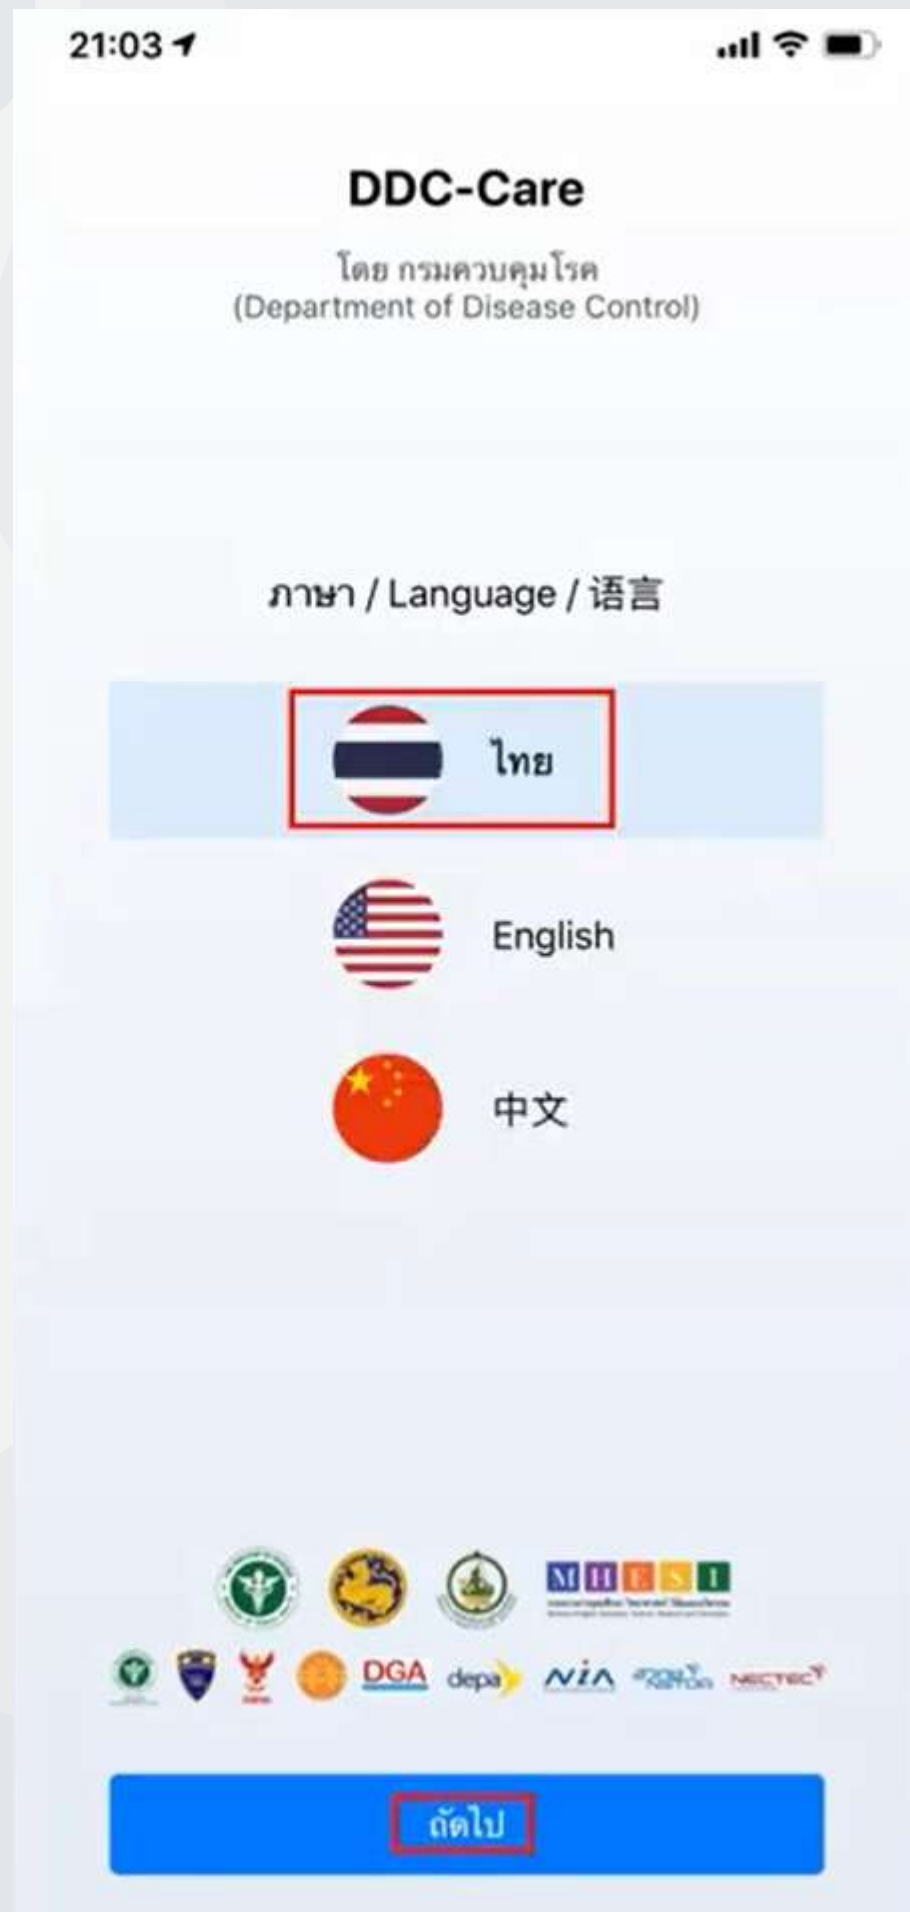 21:03
DDC-Care
โดย กรมควบคุมโรค
(Department of Disease Control)
ภาษา / Language / 语言
ไทย
English
中文
MHESI
DGA depa NiA NSTDA NECTEC
ถัดไป